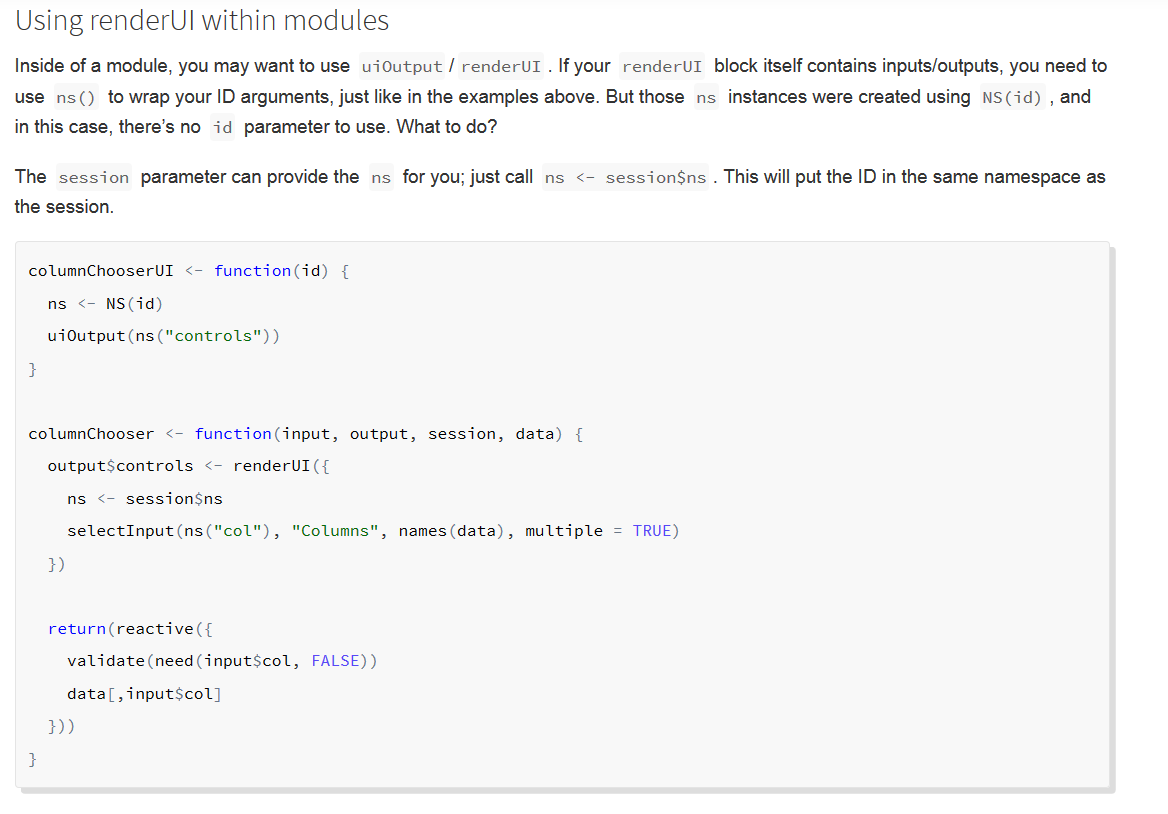 Using renderUI within modules
Inside of a module, you may want to use uiOutput / renderUI . If your renderUI block itself contains inputs/outputs, you need to
use ns() to wrap your ID arguments, just like in the examples above. But those ns instances were created using NS(id) , and
in this case, there’s no id parameter to use. What to do?
The session parameter can provide the ns for you; just call ns <- session$ns . This will put the ID in the same namespace as
the session.
columnChooserUI <- function(id) {
  ns <- NS(id)
  uiOutput(ns("controls"))
}
columnChooser <- function(input, output, session, data) {
  output$controls <- renderUI({
    ns <- session$ns
    selectInput(ns("col"), "Columns", names(data), multiple = TRUE)
  })
  return(reactive({
    validate(need(input$col, FALSE))
    data[,input$col]
  }))
}